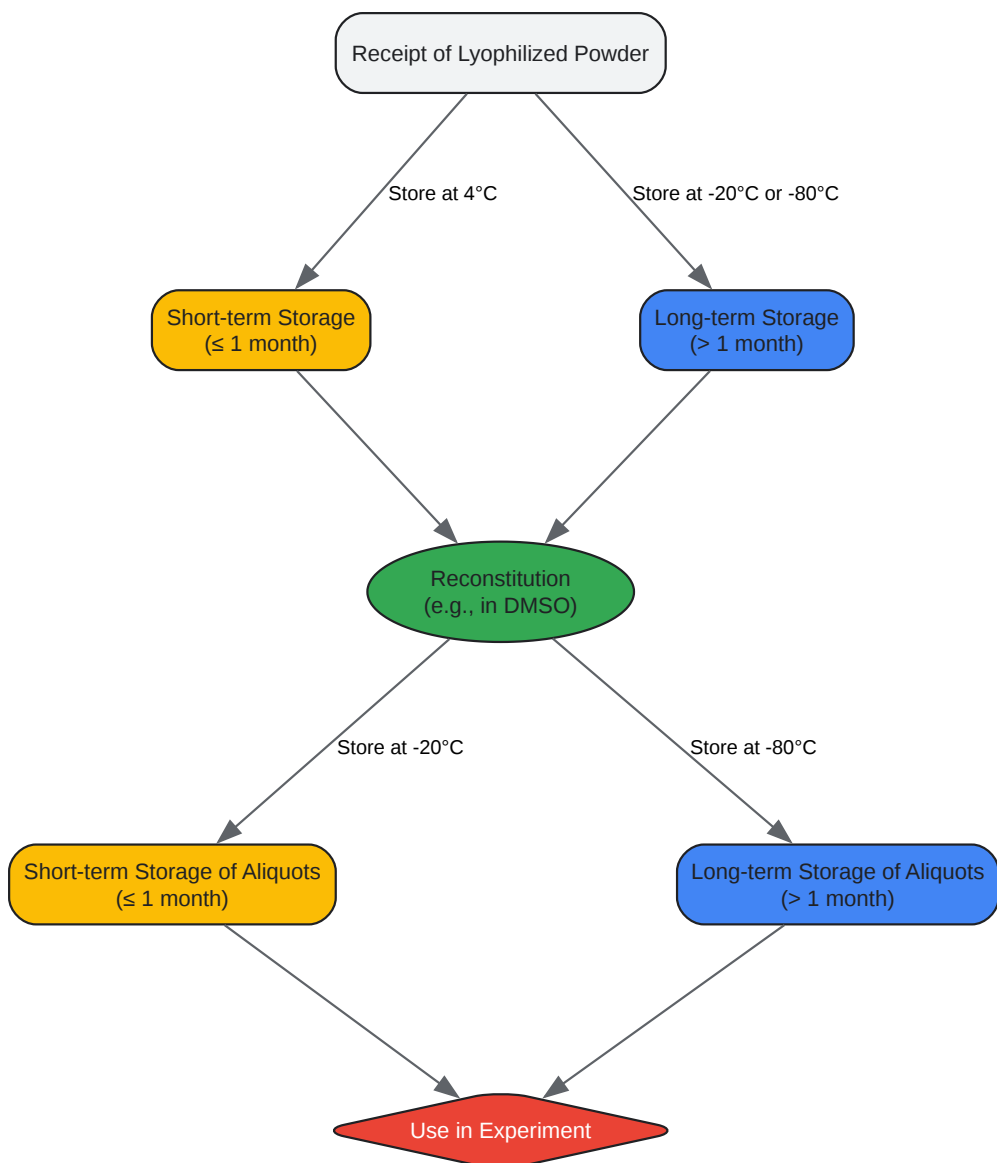 Receipt of Lyophilized Powder
Store at 4°C
Store at -20°C or -80°C
Short-term Storage
(≤ 1 month)
Long-term Storage
(> 1 month)
Reconstitution
(e.g., in DMSO)
Store at -20°C
Store at -80°C
Short-term Storage of Aliquots
(≤ 1 month)
Long-term Storage of Aliquots
(> 1 month)
Use in Experiment